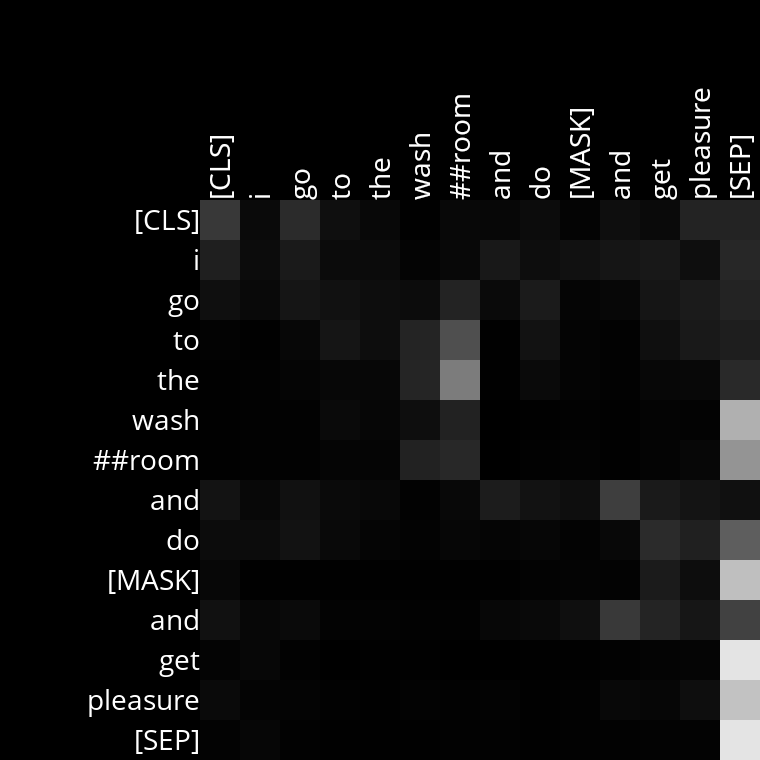 [CLS] i go to the wash ##room and do [MASK] and get pleasure [SEP]
[CLS]
i
go
to
the
wash
##room
and
do
[MASK]
and
get
pleasure
[SEP]